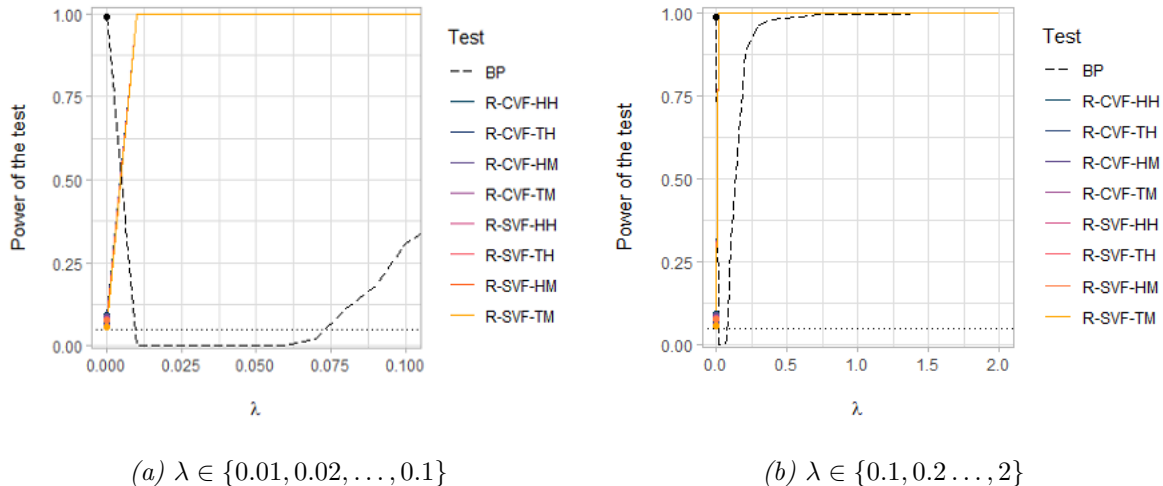 Power of the test
1.00
0.75
0.50
0.25
0.00
0.000
0.025
0.050
0.075
0.100
λ
Test
BP
R-CVF-HH
R-CVF-TH
R-CVF-HM
R-CVF-TM
R-SVF-HH
R-SVF-TH
R-SVF-HM
R-SVF-TM
(a) λ ∈ {0.01, 0.02, . . . , 0.1}
Power of the test
1.00
0.75
0.50
0.25
0.00
0.0
0.5
1.0
1.5
2.0
λ
Test
BP
R-CVF-HH
R-CVF-TH
R-CVF-HM
R-CVF-TM
R-SVF-HH
R-SVF-TH
R-SVF-HM
R-SVF-TM
(b) λ ∈ {0.1, 0.2 . . . , 2}